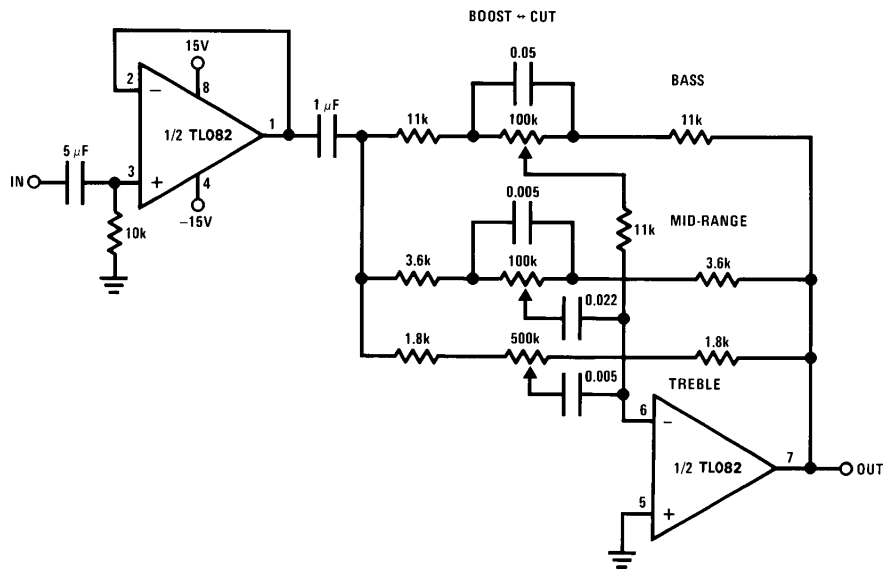 BOOST ↔ CUT
15V
0.05
BASS
2
−
8
1 µF
11k
100k
11k
1/2 TL082
1
5 µF
IN
3
+
4
−15V
10k
0.005
11k
MID-RANGE
3.6k
100k
3.6k
0.022
1.8k
500k
1.8k
0.005
TREBLE
6
−
1/2 TL082
7
OUT
5
+